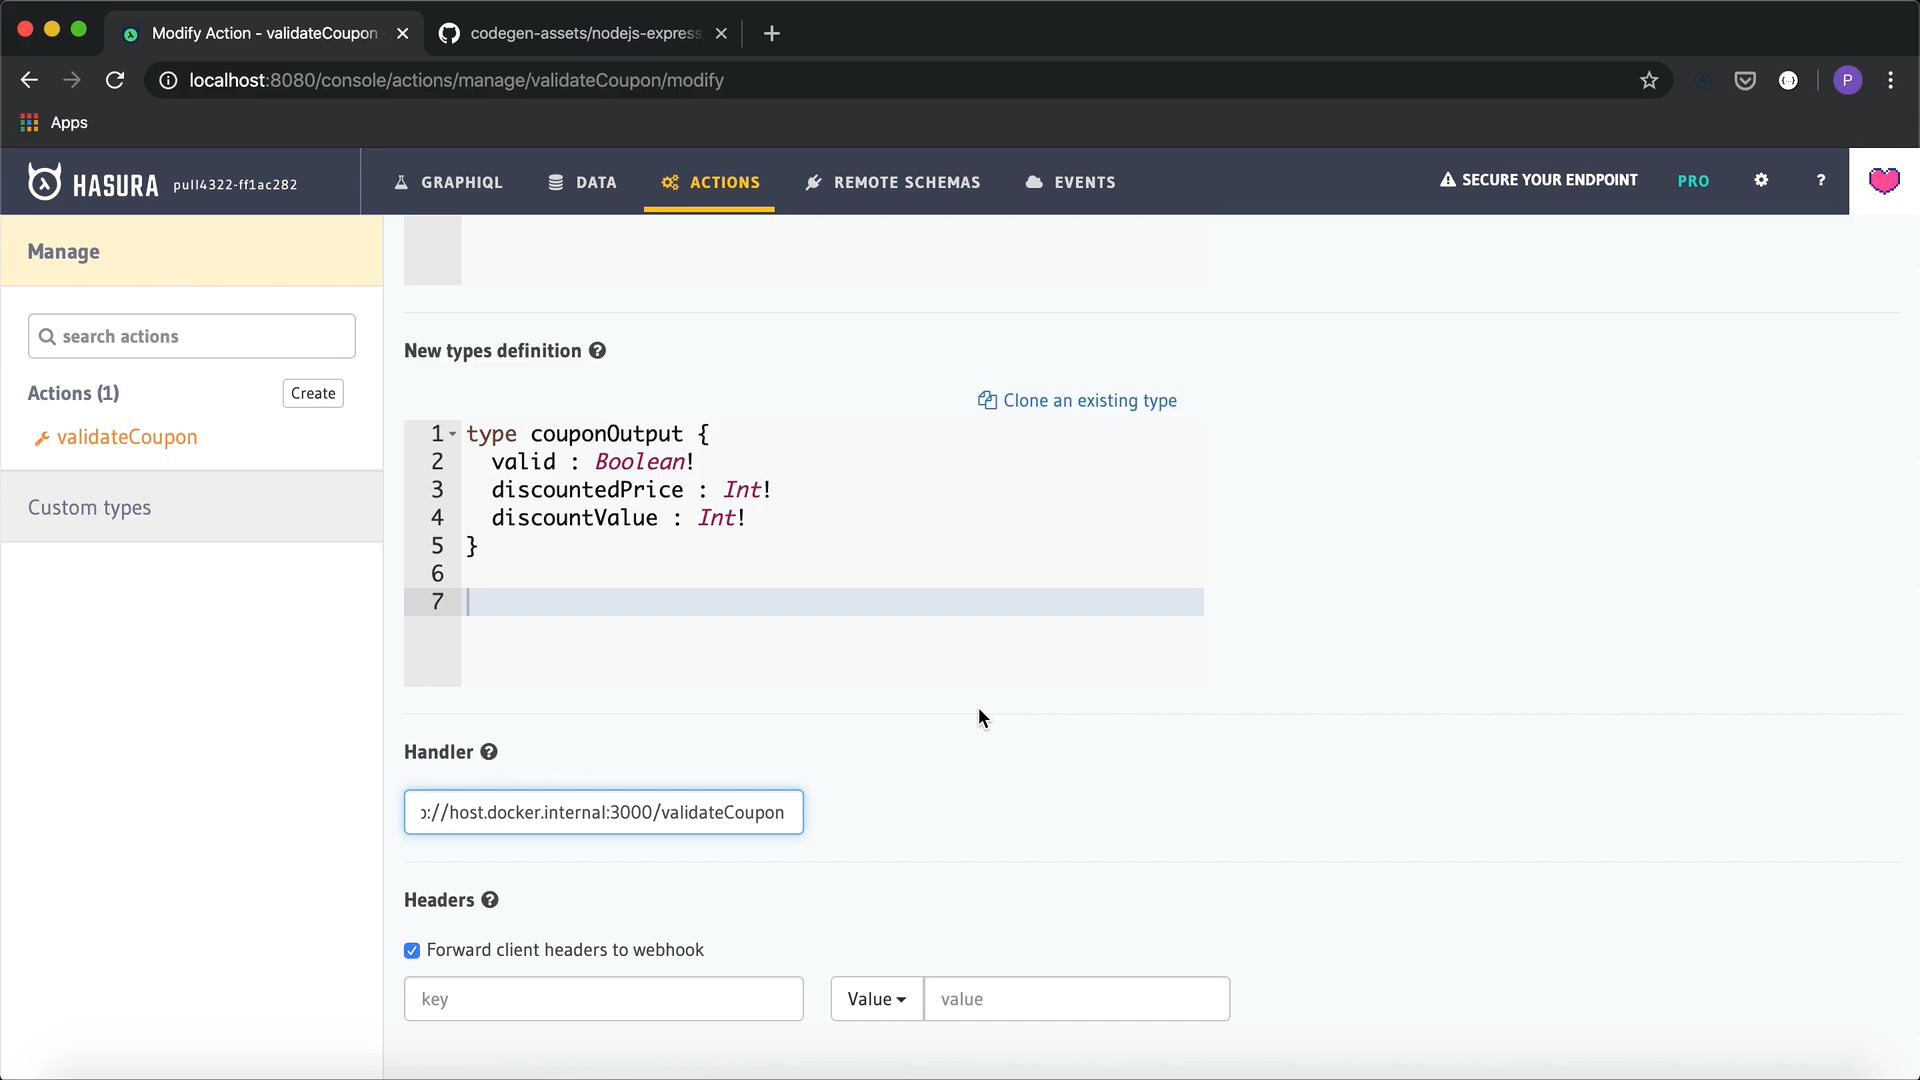 Modify Action - validateCoupon
codegen-assets/nodejs-express
localhost:8080/console/actions/manage/validateCoupon/modify
P
Apps
HASURA pull4322-ff1ac282
GRAPHIQL
DATA
ACTIONS
REMOTE SCHEMAS
EVENTS
SECURE YOUR ENDPOINT
PRO
?
Manage
search actions
Actions (1)
Create
validateCoupon
Custom types
New types definition ?
Clone an existing type
1 type couponOutput {
2 valid : Boolean!
3 discountedPrice : Int!
4 discountValue : Int!
5 }
6
7
Handler ?
://host.docker.internal:3000/validateCoupon
Headers ?
Forward client headers to webhook
key
Value
value